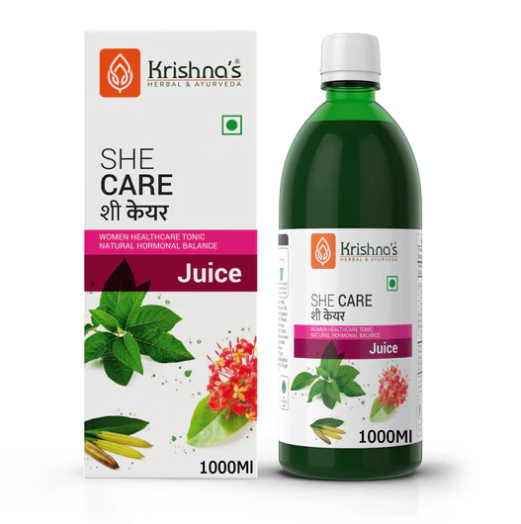 Krishna's®
HERBAL & AYURVEDA
SHE
CARE
शी केयर
WOMEN HEALTHCARE TONIC
NATURAL HORMONAL BALANCE
Juice
1000Ml
Krishna's®
HERBAL & AYURVEDA
SHE CARE
शी केयर
WOMEN HEALTHCARE TONIC
NATURAL HORMONAL BALANCE
Juice
1000Ml